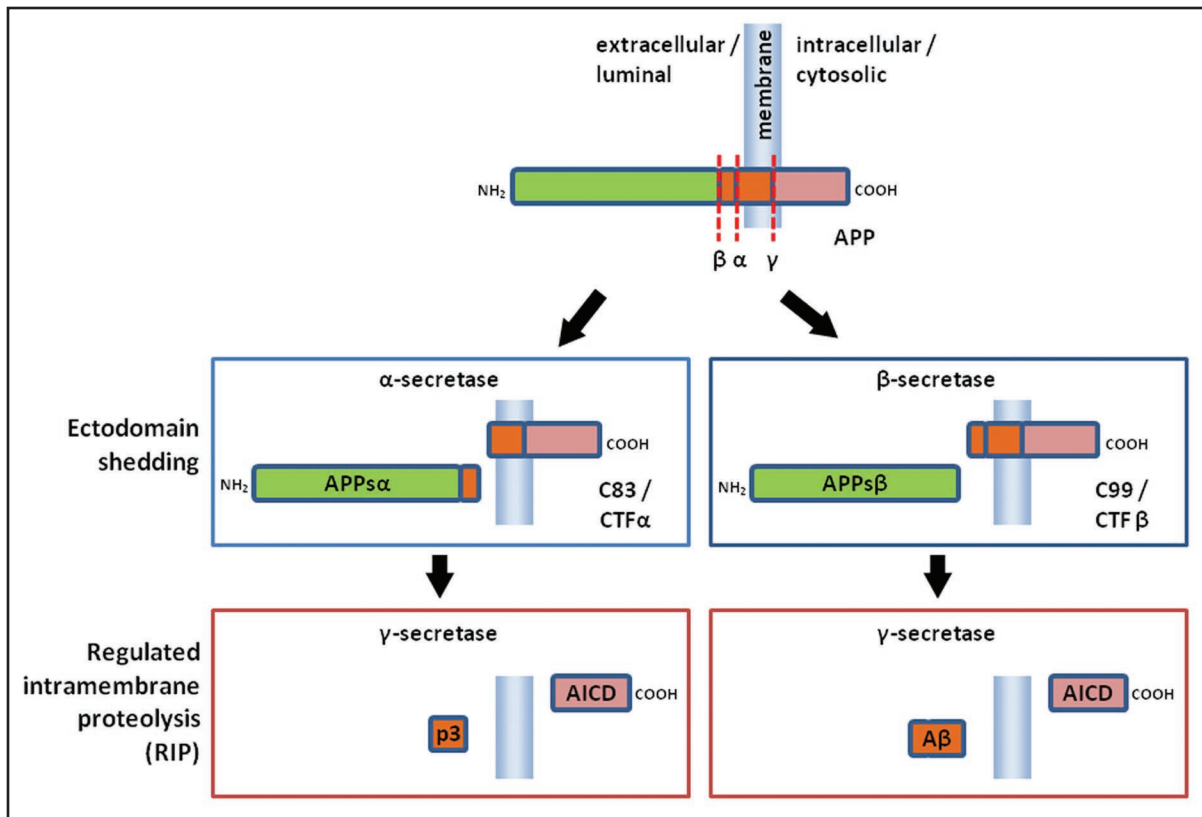 extracellular / luminal
membrane
intracellular / cytosolic
NH₂
COOH
APP
β α γ
Ectodomain shedding
α-secretase
COOH
NH₂
APPsα
C83 / CTFα
β-secretase
COOH
NH₂
APPsβ
C99 / CTF β
Regulated intramembrane proteolysis (RIP)
γ-secretase
AICD
COOH
p3
γ-secretase
AICD
COOH
Aβ